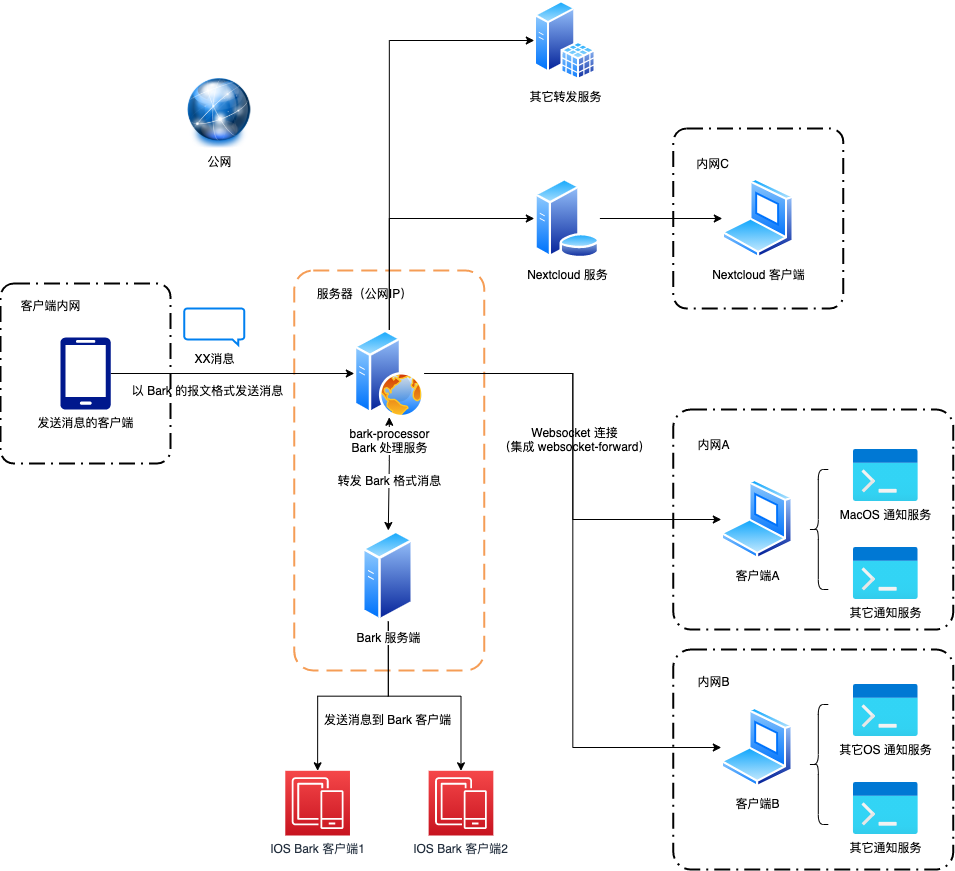 其它转发服务
公网
内网C
Nextcloud 服务
Nextcloud 客户端
客户端内网
服务器（公网IP）
XX消息
以 Bark 的报文格式发送消息
发送消息的客户端
bark-processor
Bark 处理服务
Websocket 连接
（集成 websocket-forward）
内网A
转发 Bark 格式消息
MacOS 通知服务
客户端A
其它通知服务
Bark 服务端
内网B
发送消息到 Bark 客户端
其它OS 通知服务
客户端B
IOS Bark 客户端1
IOS Bark 客户端2
其它通知服务